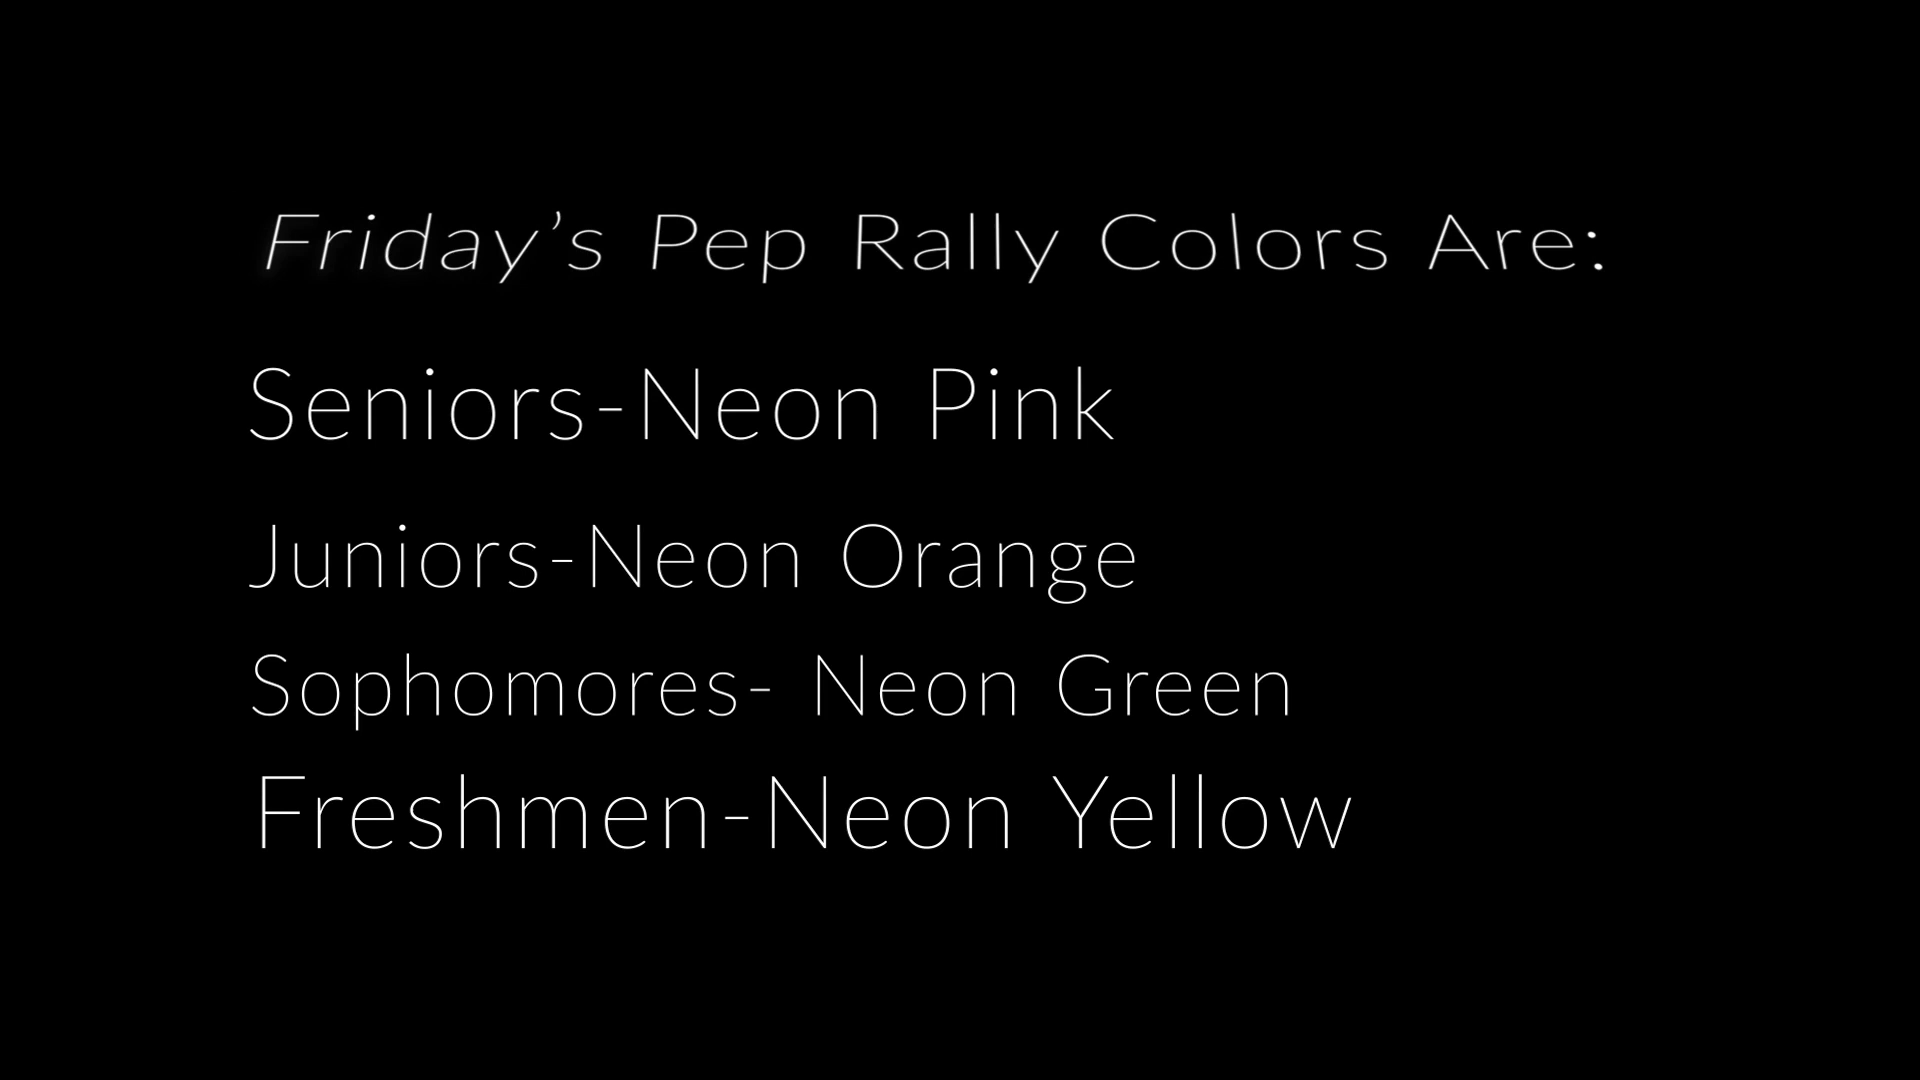 Friday’s Pep Rally Colors Are:
Seniors-Neon Pink
Juniors-Neon Orange
Sophomores- Neon Green
Freshmen-Neon Yellow